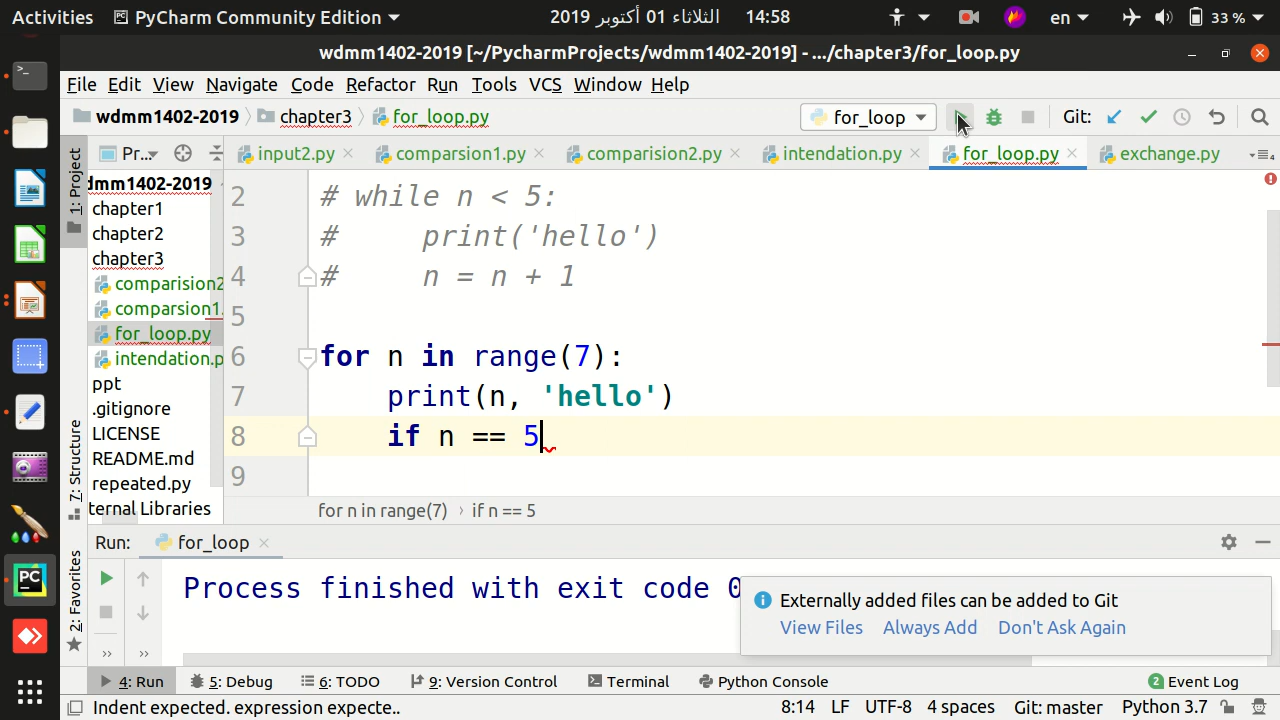 Activities PyCharm Community Edition الثلاثاء 01 أكتوبر 2019 14:58 en 33 %
wdmm1402-2019 [~/PycharmProjects/wdmm1402-2019] - .../chapter3/for_loop.py
File Edit View Navigate Code Refactor Run Tools VCS Window Help
wdmm1402-2019 chapter3 for_loop.py for_loop Git:
1: Project Pr... input2.py comparsion1.py comparision2.py intendation.py for_loop.py exchange.py
dmm1402-2019
chapter1
chapter2
chapter3
comparision2
comparsion1.
for_loop.py
intendation.p
ppt
.gitignore
LICENSE
README.md
repeated.py
ternal Libraries
2 # while n < 5:
3 #     print('hello')
4 #     n = n + 1
5
6 for n in range(7):
7     print(n, 'hello')
8     if n == 5
9
for n in range(7) › if n == 5
7: Structure
2: Favorites
Run: for_loop
Process finished with exit code 0
Externally added files can be added to Git
View Files Always Add Don't Ask Again
4: Run 5: Debug 6: TODO 9: Version Control Terminal Python Console 2 Event Log
Indent expected. expression expecte.. 8:14 LF UTF-8 4 spaces Git: master Python 3.7